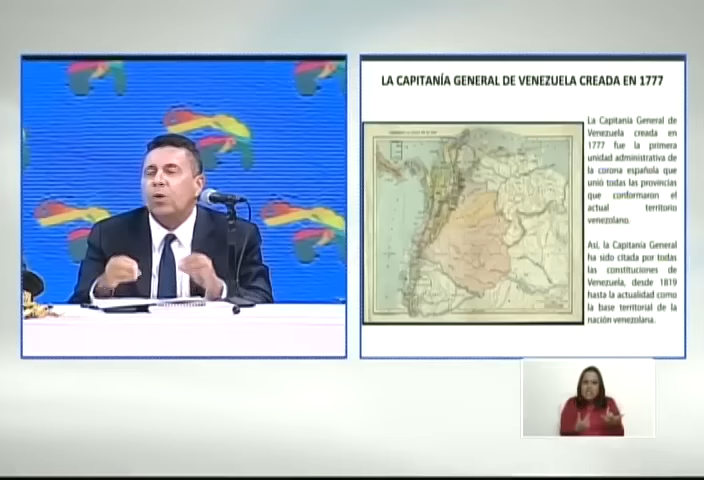 LA CAPITANÍA GENERAL DE VENEZUELA CREADA EN 1777
La Capitanía General de
Venezuela creada en
1777 fue la primera
unidad administrativa de
la corona española que
unió todas las provincias
que conformaron el
actual territorio
venezolano.
Así, la Capitanía General
ha sido citada por todas
las constituciones de
Venezuela, desde 1819
hasta la actualidad como
la base territorial de la
nación venezolana.